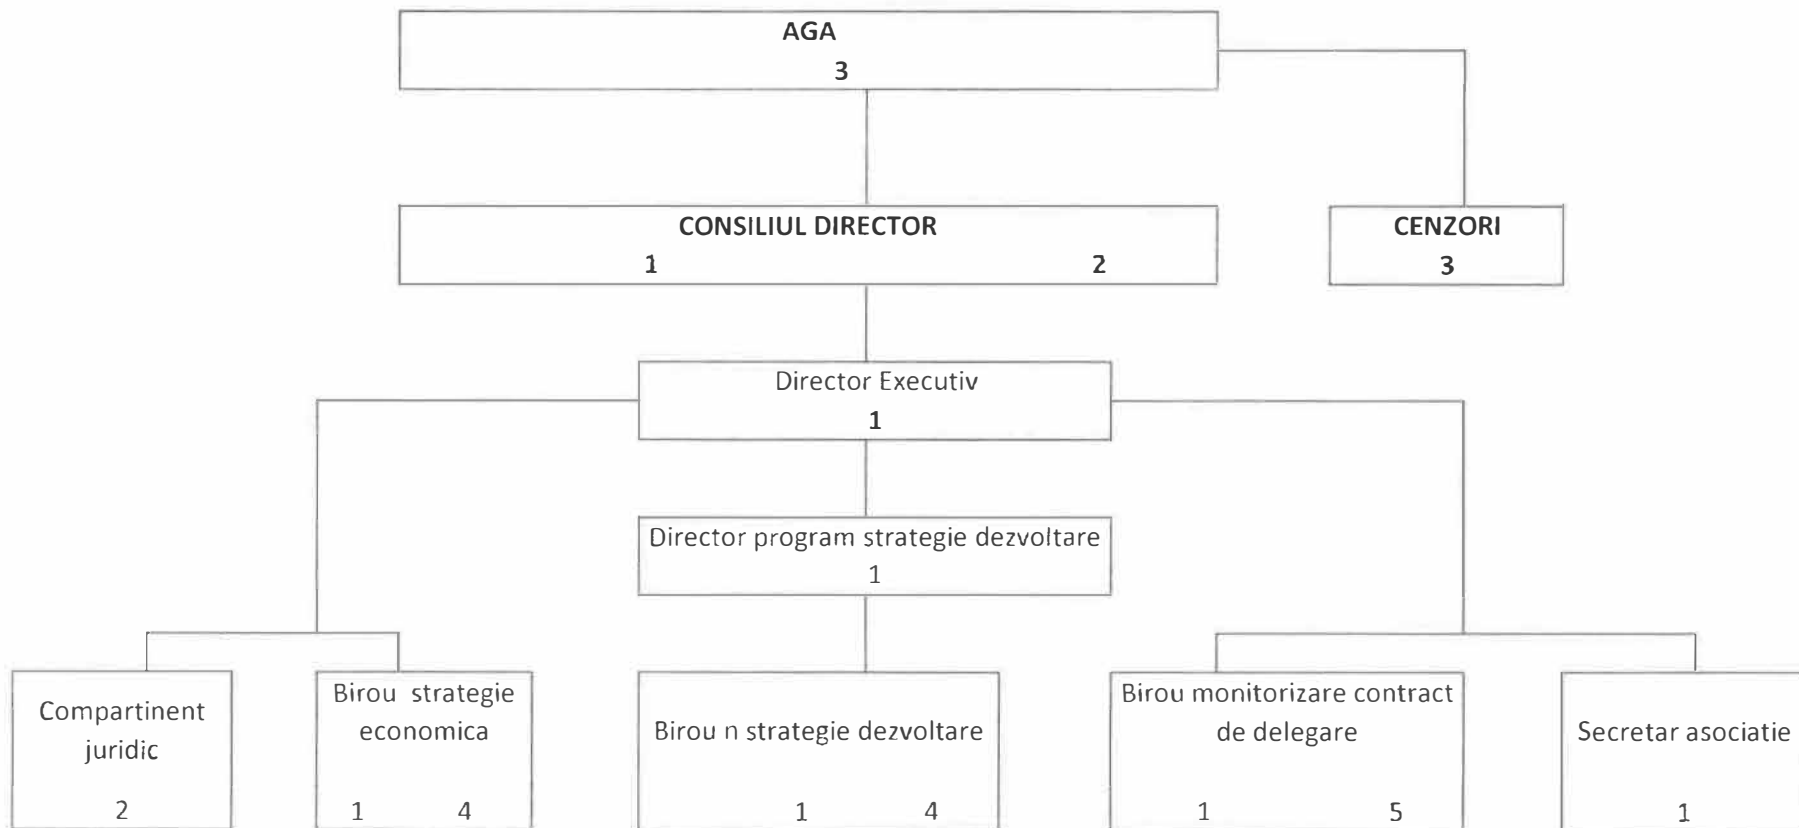 AGA
3
CONSILIUL DIRECTOR
1 2
CENZORI
3
Director Executiv
1
Director program strategie dezvoltare
1
Compartinent
juridic
2
Birou strategie
economica
1 4
Birou n strategie dezvoltare
1 4
Birou monitorizare contract
de delegare
1 5
Secretar asociatie
1